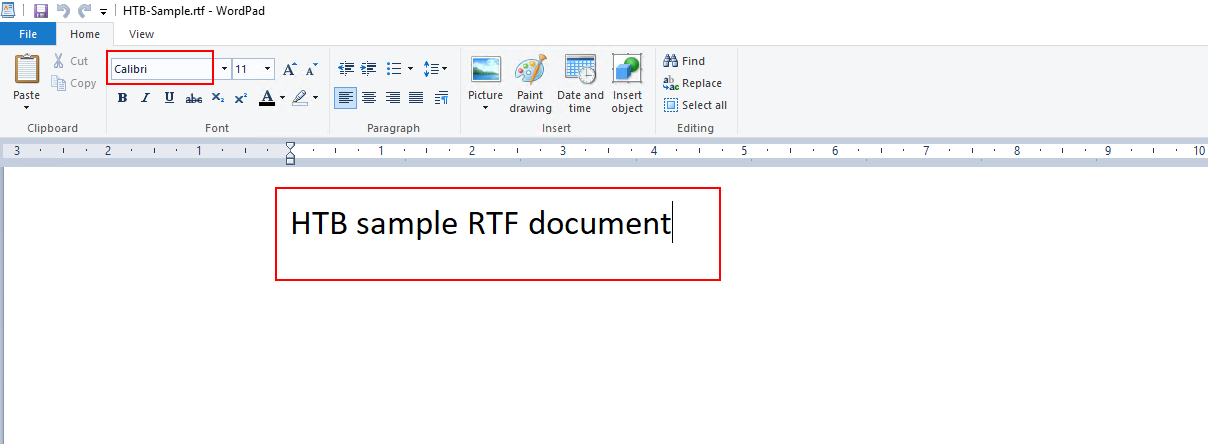 HTB-Sample.rtf - WordPad
File Home View
Cut
Copy
Paste
Clipboard
Calibri 11
A A
B I U abc X₂ X² A
Font
Paragraph
Picture
Paint drawing
Date and time
Insert object
Insert
Find
Replace
Select all
Editing
3 2 1 1 2 3 4 5 6 7 8 9 10
HTB sample RTF document